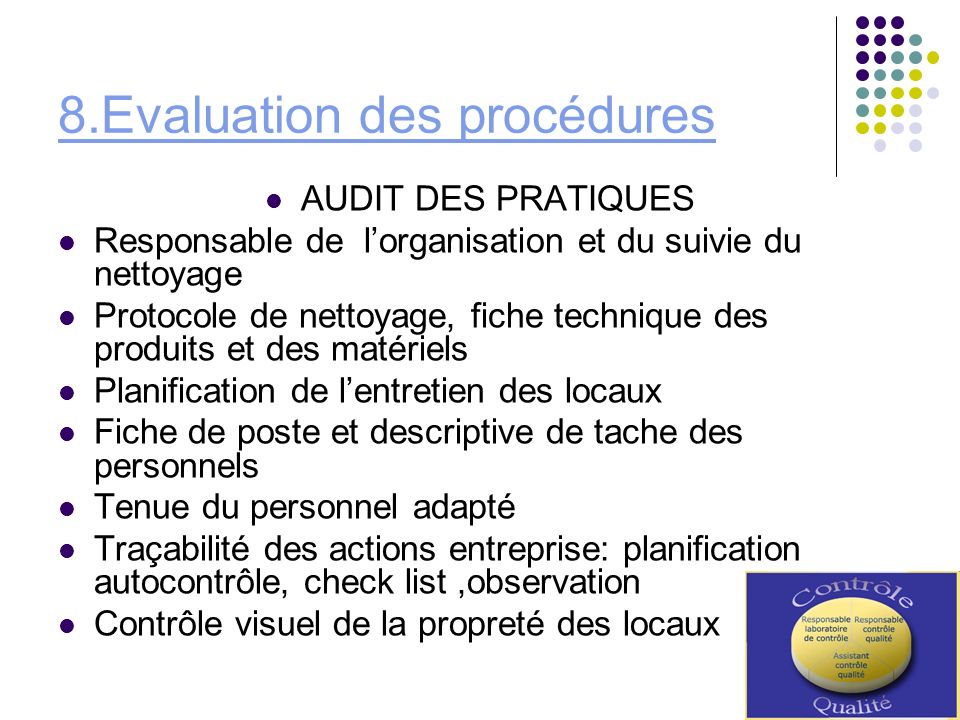 8.Evaluation des procédures
AUDIT DES PRATIQUES
Responsable de l’organisation et du suivie du
nettoyage
Protocole de nettoyage, fiche technique des
produits et des matériels
Planification de l’entretien des locaux
Fiche de poste et descriptive de tache des
personnels
Tenue du personnel adapté
Traçabilité des actions entreprise: planification
autocontrôle, check list ,observation
Contrôle visuel de la propreté des locaux
Contrôle
Responsable
laboratoire
de contrôle
Responsable
contrôle
qualité
Assistant
contrôle
qualité
Qualité